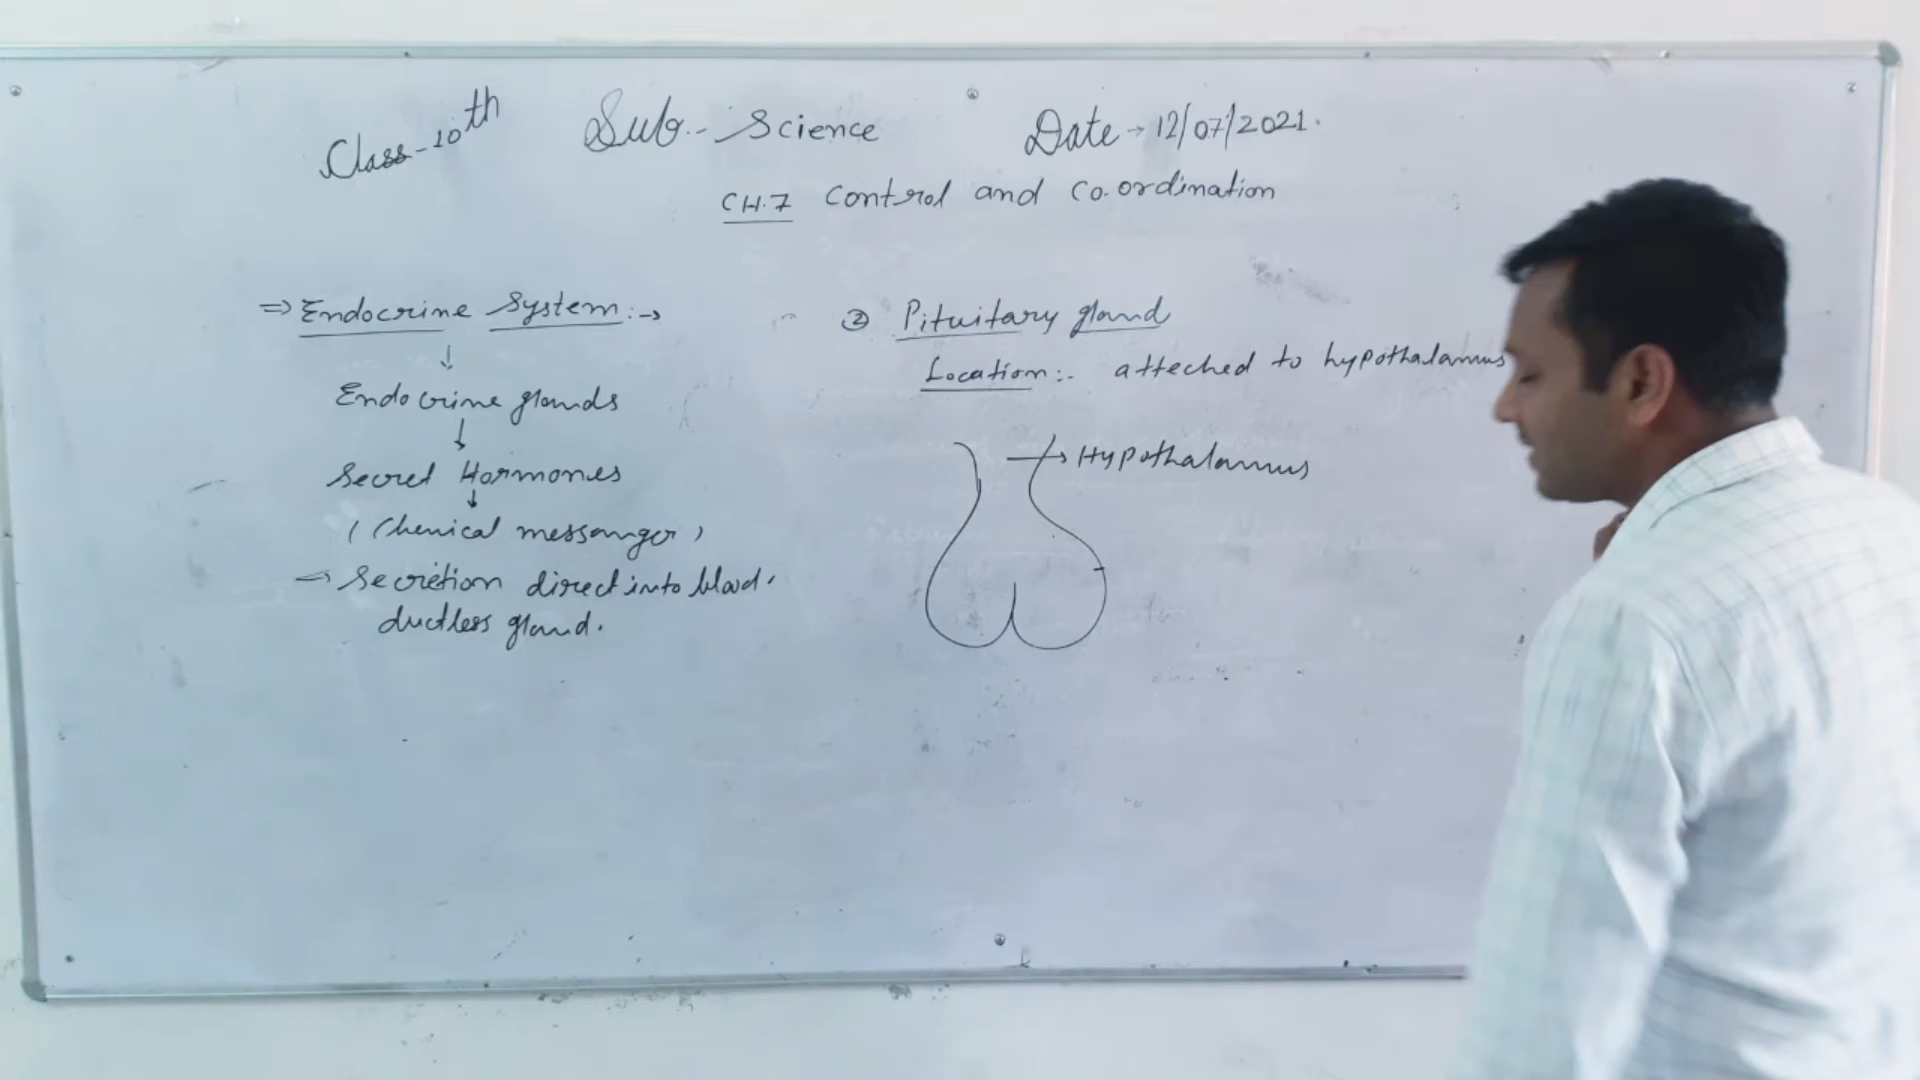 Class-10th Sub.- Science Date → 12/07/2021.
CH.7 Control and Co.ordination
⇒ Endocrine System:→
↓
Endocrine glands
↓
Secret Hormones
↓
(Chemical messanger)
→ Secretion direct into blood.
ductless gland.
② Pituitary gland
Location:- atteched to hypothalamus
→ Hypothalamus